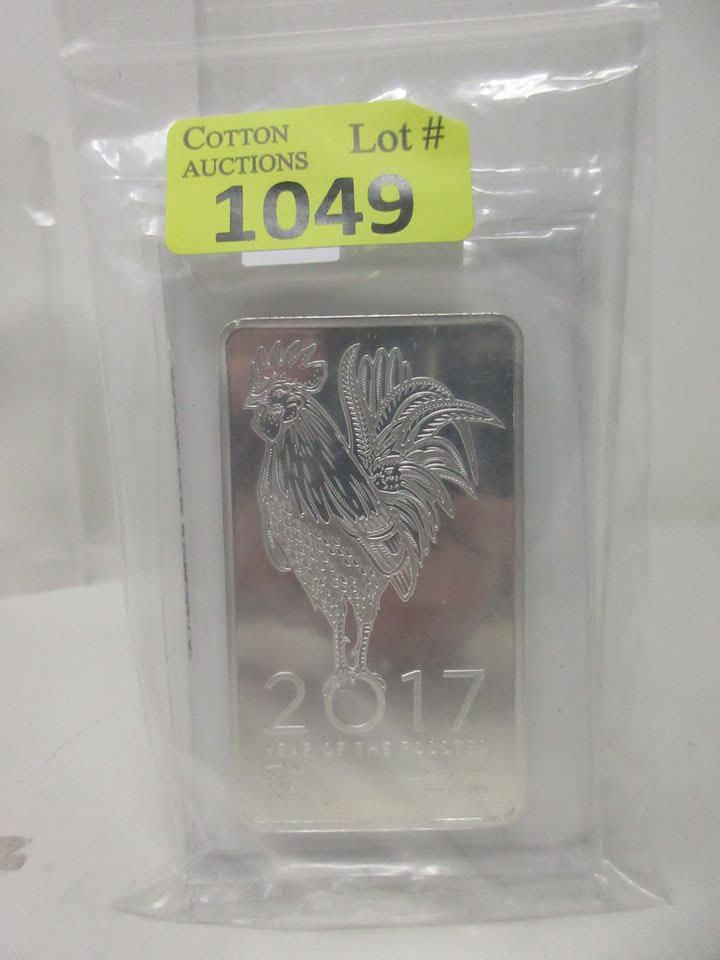 COTTON
AUCTIONS
Lot #
1049
2017
YEAR OF THE ROOSTER